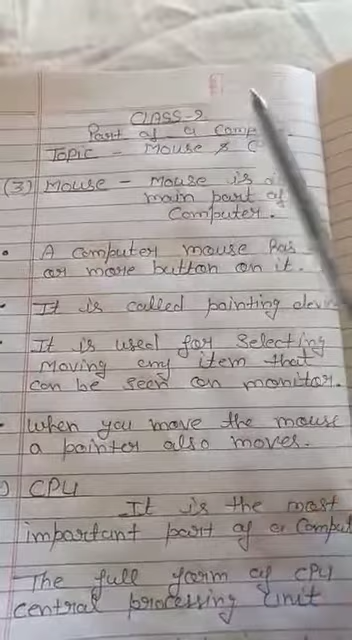 CLASS-2
Part of a Comp
Topic - Mouse & C
(3) Mouse - Mouse is a
main part of
Computer.
A computer mouse has
or more button on it.
It is called pointing devi
It is used for Selecting
Moving any item that
can be seen on monitor.
When you move the mouse
a pointer also moves.
) CPU
It is the most
important part of a Comput
The full form of CPU
central processing Unit